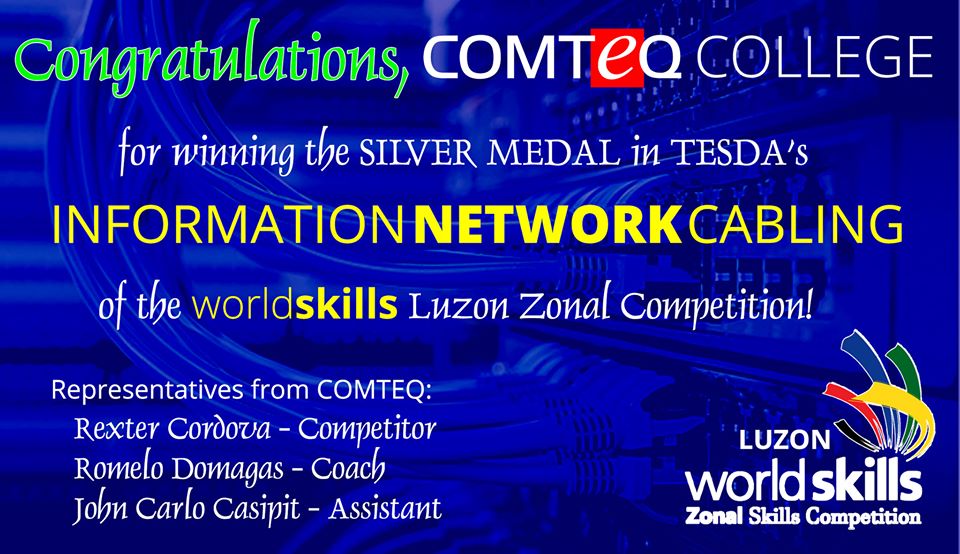 Congratulations, COMTeQ COLLEGE
for winning the SILVER MEDAL in TESDA's
INFORMATION NETWORK CABLING
of the worldskills Luzon Zonal Competition!
Representatives from COMTEQ:
Rexter Cordova - Competitor
Romelo Domagas - Coach
John Carlo Casipit - Assistant
LUZON
worldskills
Zonal Skills Competition